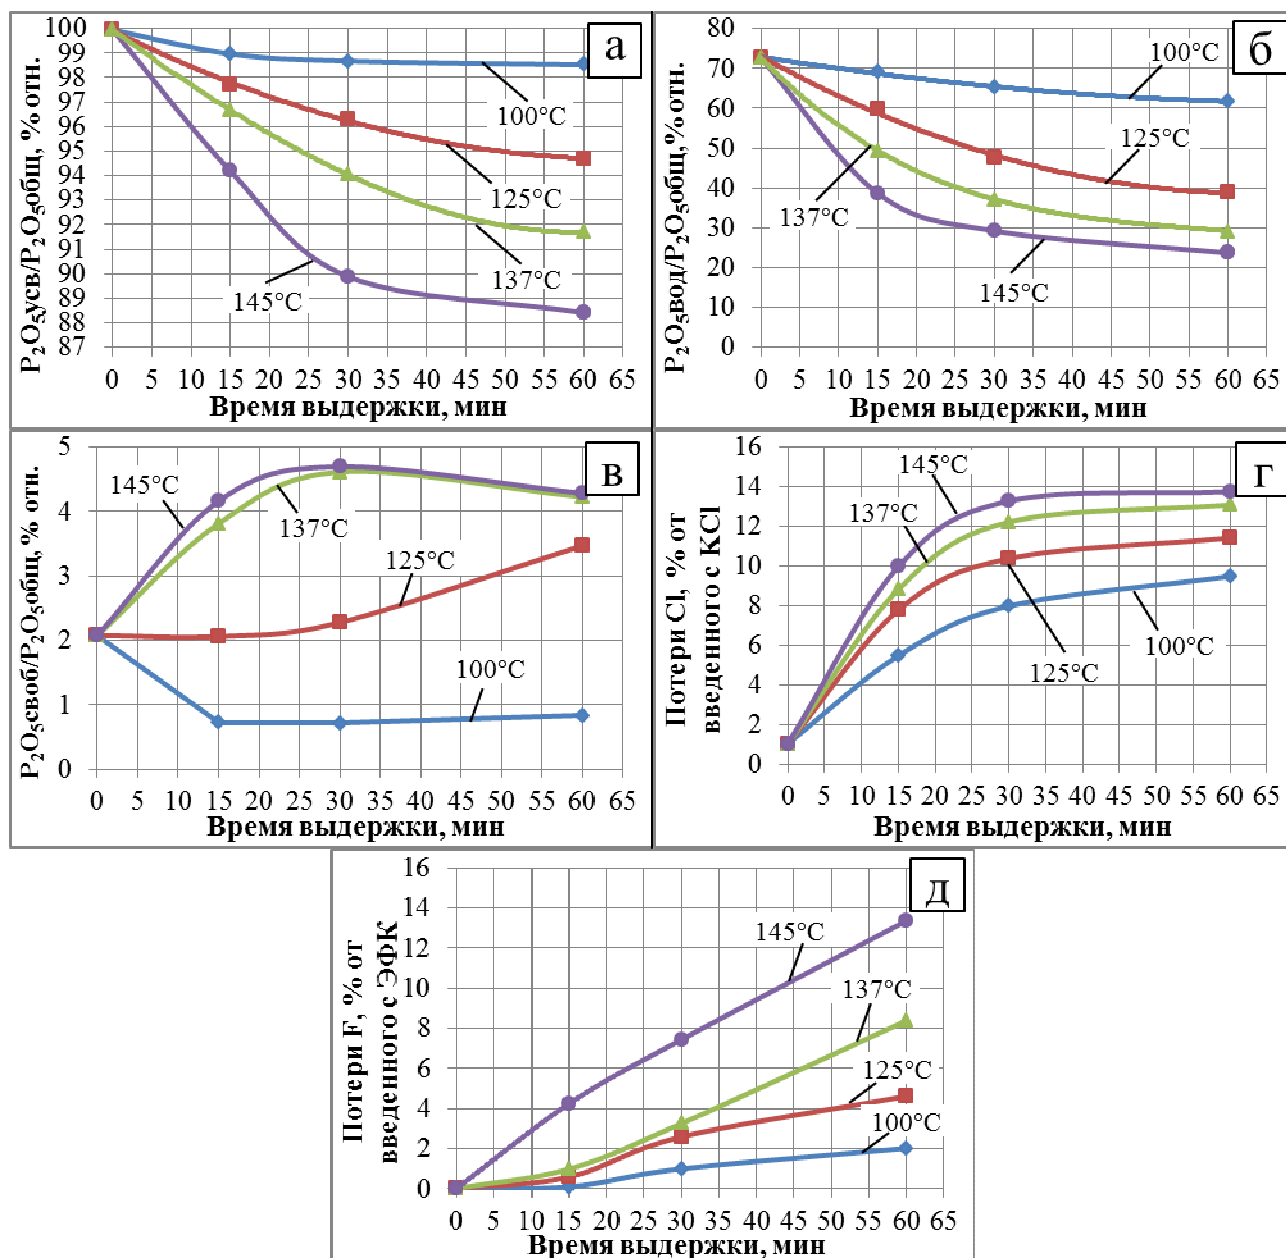 а
P₂O₅усв/P₂O₅общ, % отн.
100
99
98
97
96
95
94
93
92
91
90
89
88
87
100°C
125°C
137°C
145°C
0 5 10 15 20 25 30 35 40 45 50 55 60 65
Время выдержки, мин
б
P₂O₅вод/P₂O₅общ,% отн.
80
70
60
50
40
30
20
10
0
100°C
125°C
137°C
145°C
0 5 10 15 20 25 30 35 40 45 50 55 60 65
Время выдержки, мин
в
P₂O₅своб/P₂O₅общ, % отн.
5
4
3
2
1
0
145°C
137°C
125°C
100°C
0 5 10 15 20 25 30 35 40 45 50 55 60 65
Время выдержки, мин
г
Потери Cl, % от
введенного с KCl
16
14
12
10
8
6
4
2
0
145°C
137°C
100°C
125°C
0 5 10 15 20 25 30 35 40 45 50 55 60 65
Время выдержки, мин
д
Потери F, % от
введенного с ЭФК
16
14
12
10
8
6
4
2
0
145°C
137°C
125°C
100°C
0 5 10 15 20 25 30 35 40 45 50 55 60 65
Время выдержки, мин